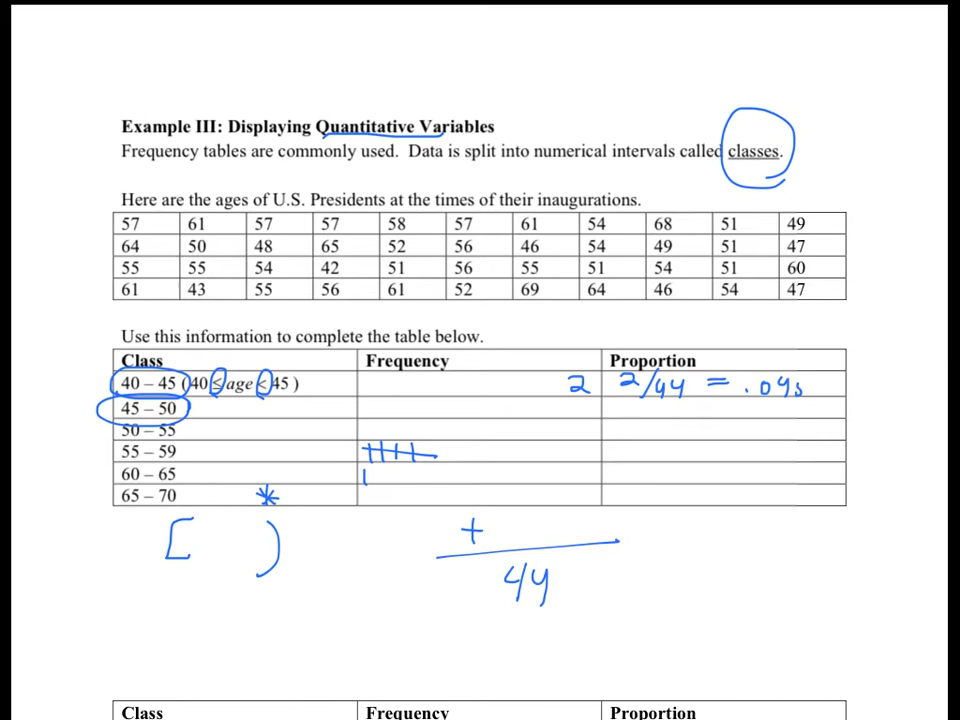 Example III: Displaying Quantitative Variables
Frequency tables are commonly used. Data is split into numerical intervals called classes.
Here are the ages of U.S. Presidents at the times of their inaugurations.
57 61 57 57 58 57 61 54 68 51 49
64 50 48 65 52 56 46 54 49 51 47
55 55 54 42 51 56 55 51 54 51 60
61 43 55 56 61 52 69 64 46 54 47
Use this information to complete the table below.
Class Frequency Proportion
40 – 45 (40 ≤ age < 45 ) 2 2/44 = .045
45 – 50
50 – 55
55 – 59
60 – 65
65 – 70 *
[ ) +
44
Class Frequency Proportion